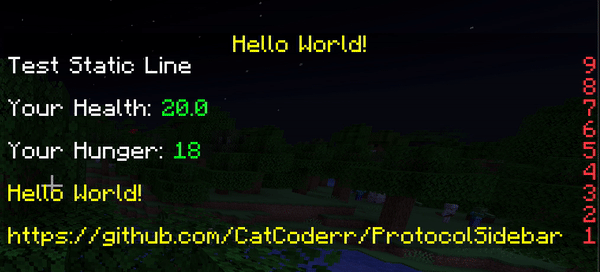 Hello World!
Test Static Line 9
8
Your Health: 20.0 7
6
Your Hunger: 18 5
4
Hello World! 3
2
https://github.com/CatCoderr/ProtocolSidebar 1